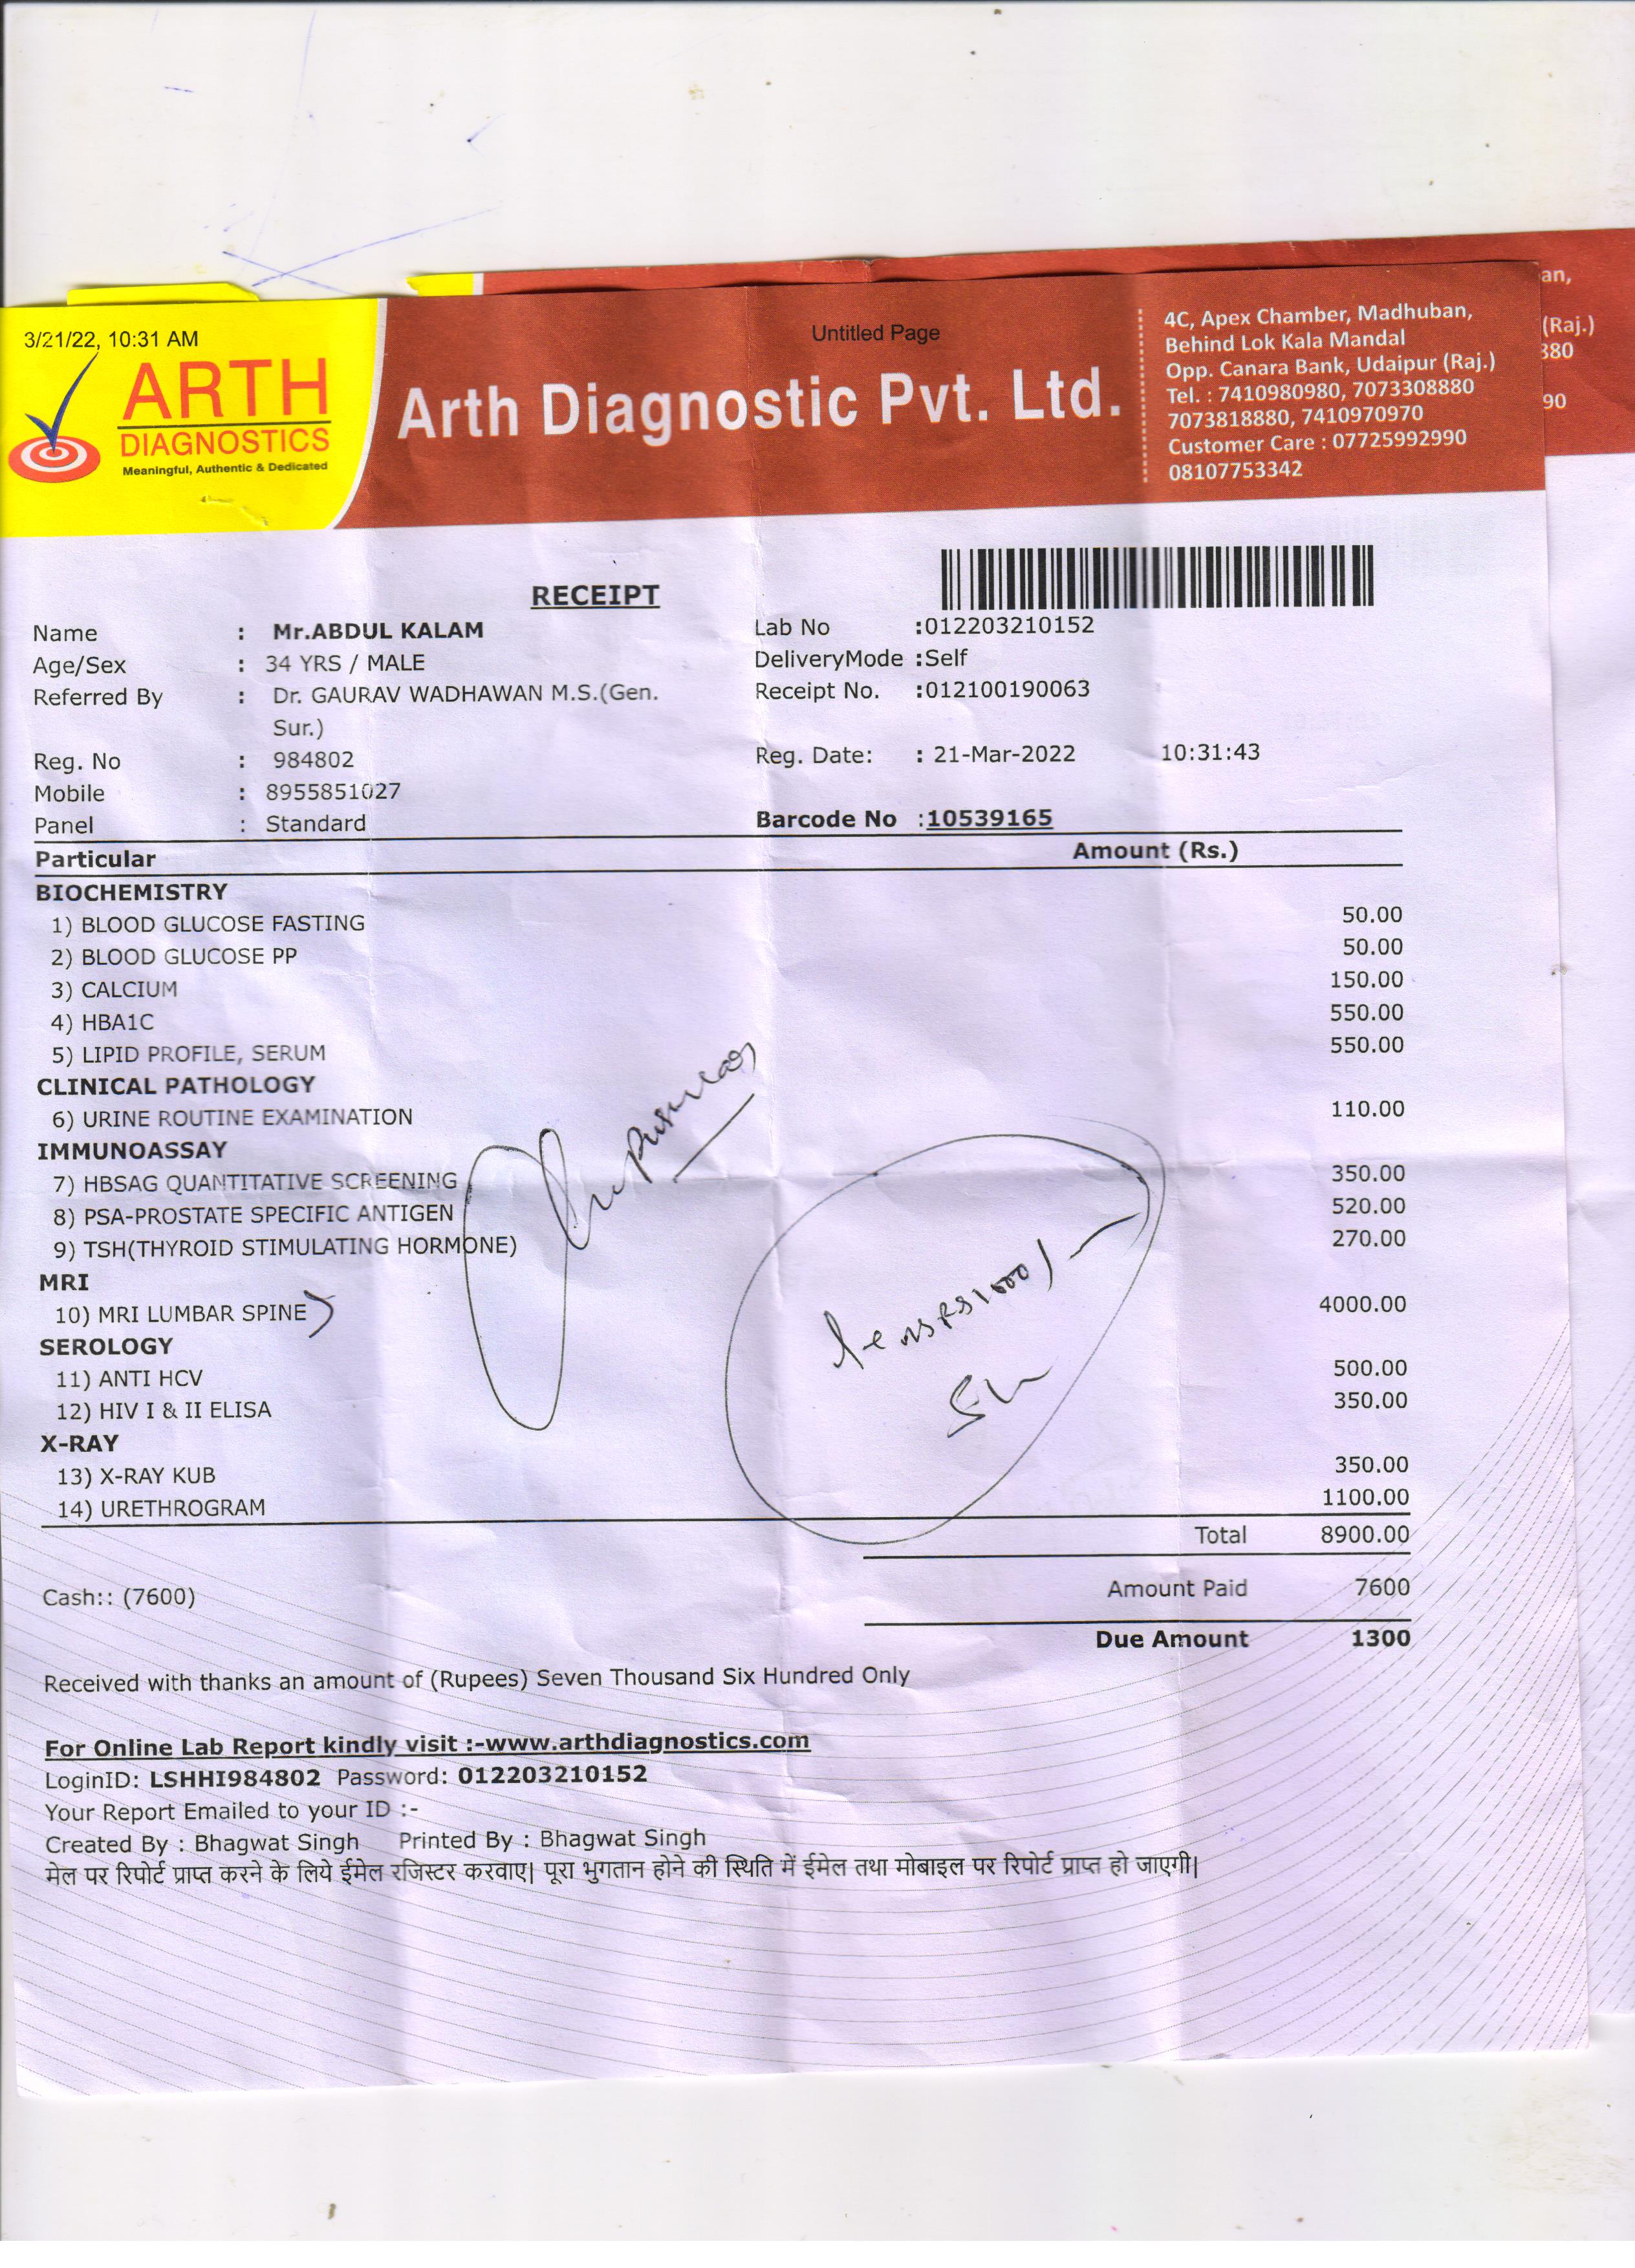 3/21/22, 10:31 AM
Untitled Page
ARTH
DIAGNOSTICS
Meaningful, Authentic & Dedicated
Arth Diagnostic Pvt. Ltd.
4C, Apex Chamber, Madhuban,
Behind Lok Kala Mandal
Opp. Canara Bank, Udaipur (Raj.)
Tel. : 7410980980, 7073308880
7073818880, 7410970970
Customer Care : 07725992990
08107753342
an,
(Raj.)
380
90
RECEIPT
Name : Mr.ABDUL KALAM Lab No :012203210152
Age/Sex : 34 YRS / MALE DeliveryMode :Self
Referred By : Dr. GAURAV WADHAWAN M.S.(Gen. Receipt No. :012100190063
Sur.)
Reg. No : 984802 Reg. Date: : 21-Mar-2022 10:31:43
Mobile : 8955851027
Panel : Standard Barcode No :10539165
Particular Amount (Rs.)
BIOCHEMISTRY
1) BLOOD GLUCOSE FASTING 50.00
2) BLOOD GLUCOSE PP 50.00
3) CALCIUM 150.00
4) HBA1C 550.00
5) LIPID PROFILE, SERUM 550.00
CLINICAL PATHOLOGY
6) URINE ROUTINE EXAMINATION 110.00
IMMUNOASSAY
7) HBSAG QUANTITATIVE SCREENING 350.00
8) PSA-PROSTATE SPECIFIC ANTIGEN 520.00
9) TSH(THYROID STIMULATING HORMONE) 270.00
MRI
10) MRI LUMBAR SPINE 4000.00
SEROLOGY
11) ANTI HCV 500.00
12) HIV I & II ELISA 350.00
X-RAY
13) X-RAY KUB 350.00
14) URETHROGRAM 1100.00
Total 8900.00
Cash:: (7600) Amount Paid 7600
Due Amount 1300
Received with thanks an amount of (Rupees) Seven Thousand Six Hundred Only
For Online Lab Report kindly visit :-www.arthdiagnostics.com
LoginID: LSHHI984802 Password: 012203210152
Your Report Emailed to your ID :-
Created By : Bhagwat Singh Printed By : Bhagwat Singh
मेल पर रिपोर्ट प्राप्त करने के लिये ईमेल रजिस्टर करवाए| पूरा भुगतान होने की स्थिति में ईमेल तथा मोबाइल पर रिपोर्ट प्राप्त हो जाएगी|